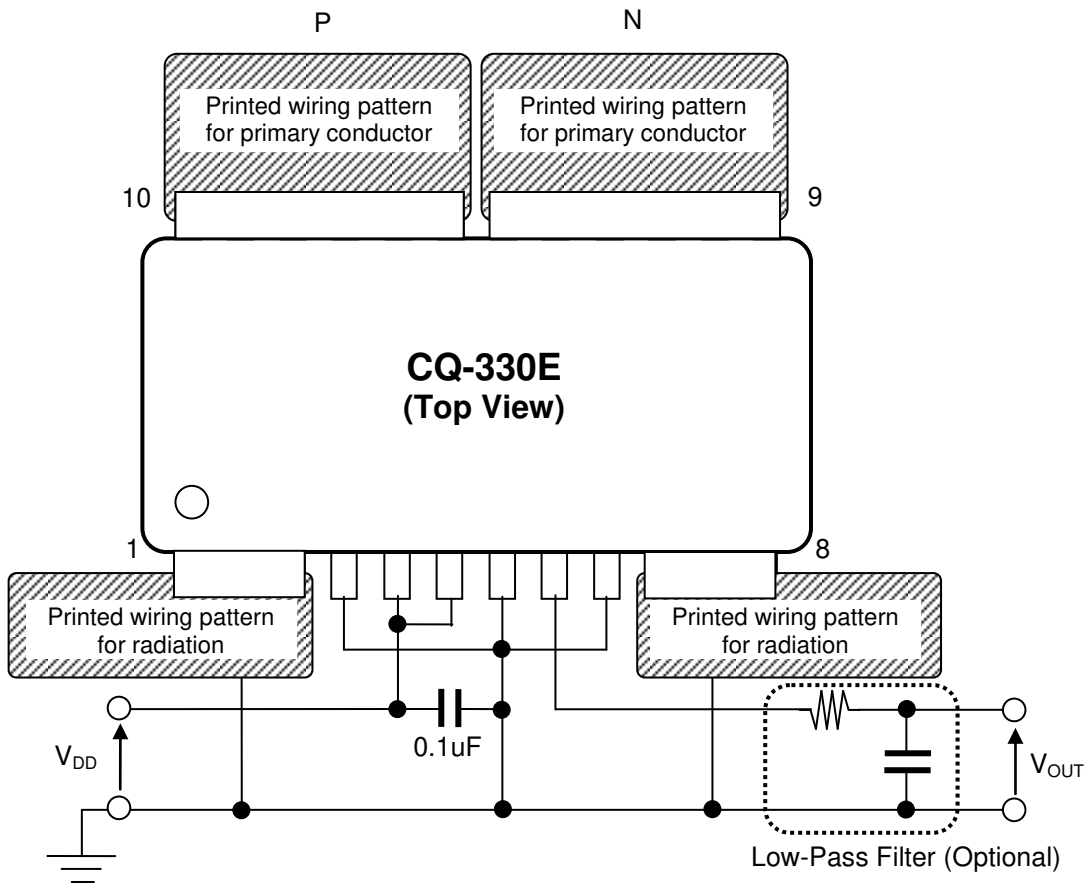 P
N
Printed wiring pattern
for primary conductor
Printed wiring pattern
for primary conductor
10
9
CQ-330E
(Top View)
1
8
Printed wiring pattern
for radiation
Printed wiring pattern
for radiation
0.1uF
VDD
VOUT
Low-Pass Filter (Optional)